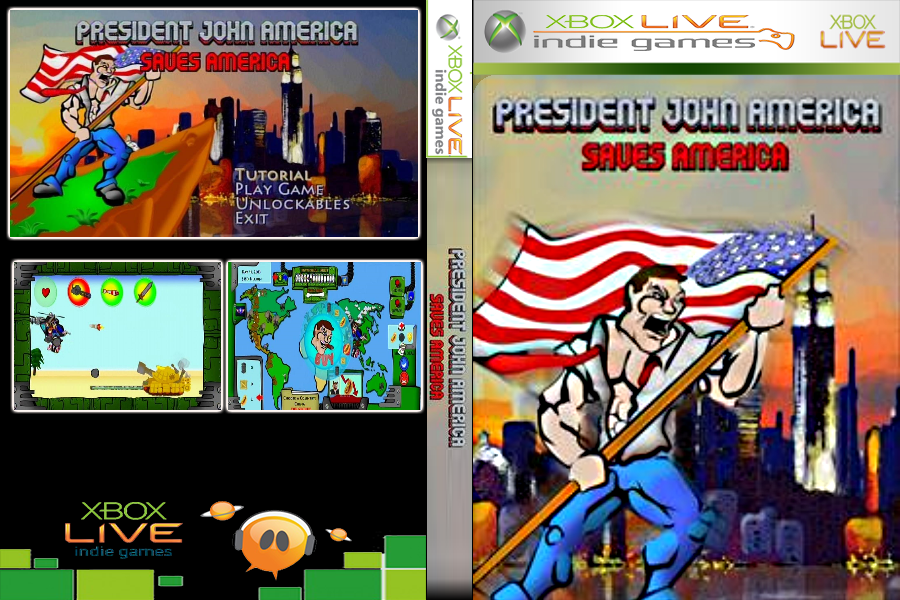 PRESIDENT JOHN AMERICA
SAVES AMERICA
TUTORIAL
PLAY GAME
UNLOCKABLES
EXIT
XBOX
LIVE
indie games
XBOX LIVE
indie games
PRESIDENT JOHN AMERICA
SAVES AMERICA
XBOX LIVE
indie games
XBOX
LIVE
PRESIDENT JOHN AMERICA
SAVES AMERICA